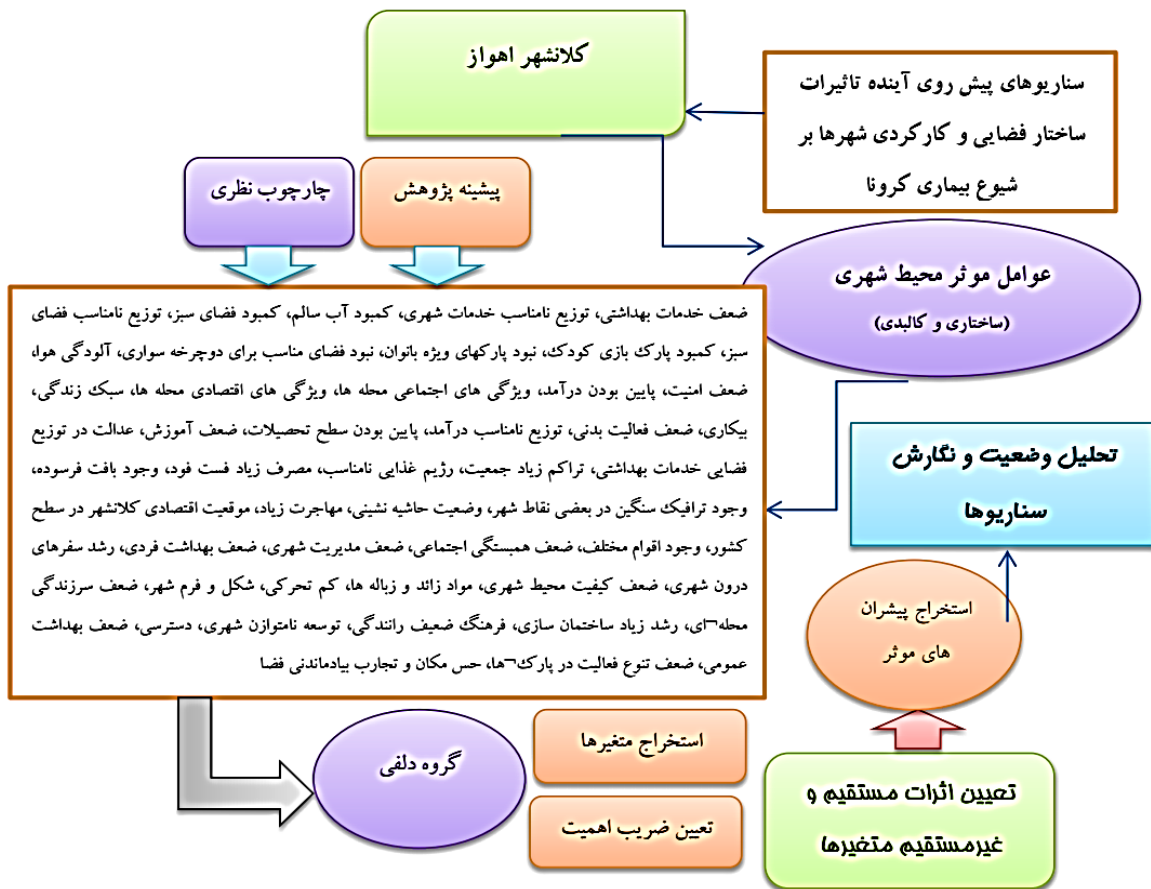 کلانشهر اهواز
سناریوهای پیش روی آینده تاثیرات
ساختار فضایی و کارکردی شهرها بر
شیوع بیماری کرونا
پیشینه پژوهش
چارچوب نظری
عوامل موثر محیط شهری
(ساختاری و کالبدی)
ضعف خدمات بهداشتی، توزیع نامناسب خدمات شهری، کمبود آب سالم، کمبود فضای سبز، توزیع نامناسب فضای
سبز، کمبود پارک بازی کودک، نبود پارکهای ویژه بانوان، نبود فضای مناسب برای دوچرخه سواری، آلودگی هوا،
ضعف امنیت، پایین بودن درآمد، ویژگی های اجتماعی محله ها، ویژگی های اقتصادی محله ها، سبک زندگی،
بیکاری، ضعف فعالیت بدنی، توزیع نامناسب درآمد، پایین بودن سطح تحصیلات، ضعف آموزش، عدالت در توزیع
فضایی خدمات بهداشتی، تراکم زیاد جمعیت، رژیم غذایی نامناسب، مصرف زیاد فست فود، وجود بافت فرسوده،
وجود ترافیک سنگین در بعضی نقاط شهر، وضعیت حاشیه نشینی، مهاجرت زیاد، موقعیت اقتصادی کلانشهر در سطح
کشور، وجود اقوام مختلف، ضعف همبستگی اجتماعی، ضعف مدیریت شهری، ضعف بهداشت فردی، رشد سفرهای
درون شهری، ضعف کیفیت محیط شهری، مواد زائد و زباله ها، کم تحرکی، شکل و فرم شهر، ضعف سرزندگی
محله¬ای، رشد زیاد ساختمان سازی، فرهنگ ضعیف رانندگی، توسعه نامتوازن شهری، دسترسی، ضعف بهداشت
عمومی، ضعف تنوع فعالیت در پارک¬ها، حس مکان و تجارب بیادماندنی فضا
تحلیل وضعیت و نگارش
سناریوها
استخراج پیشران
های موثر
گروه دلفی
استخراج متغیرها
تعیین ضریب اهمیت
تعیین اثرات مستقیم و
غیرمستقیم متغیرها